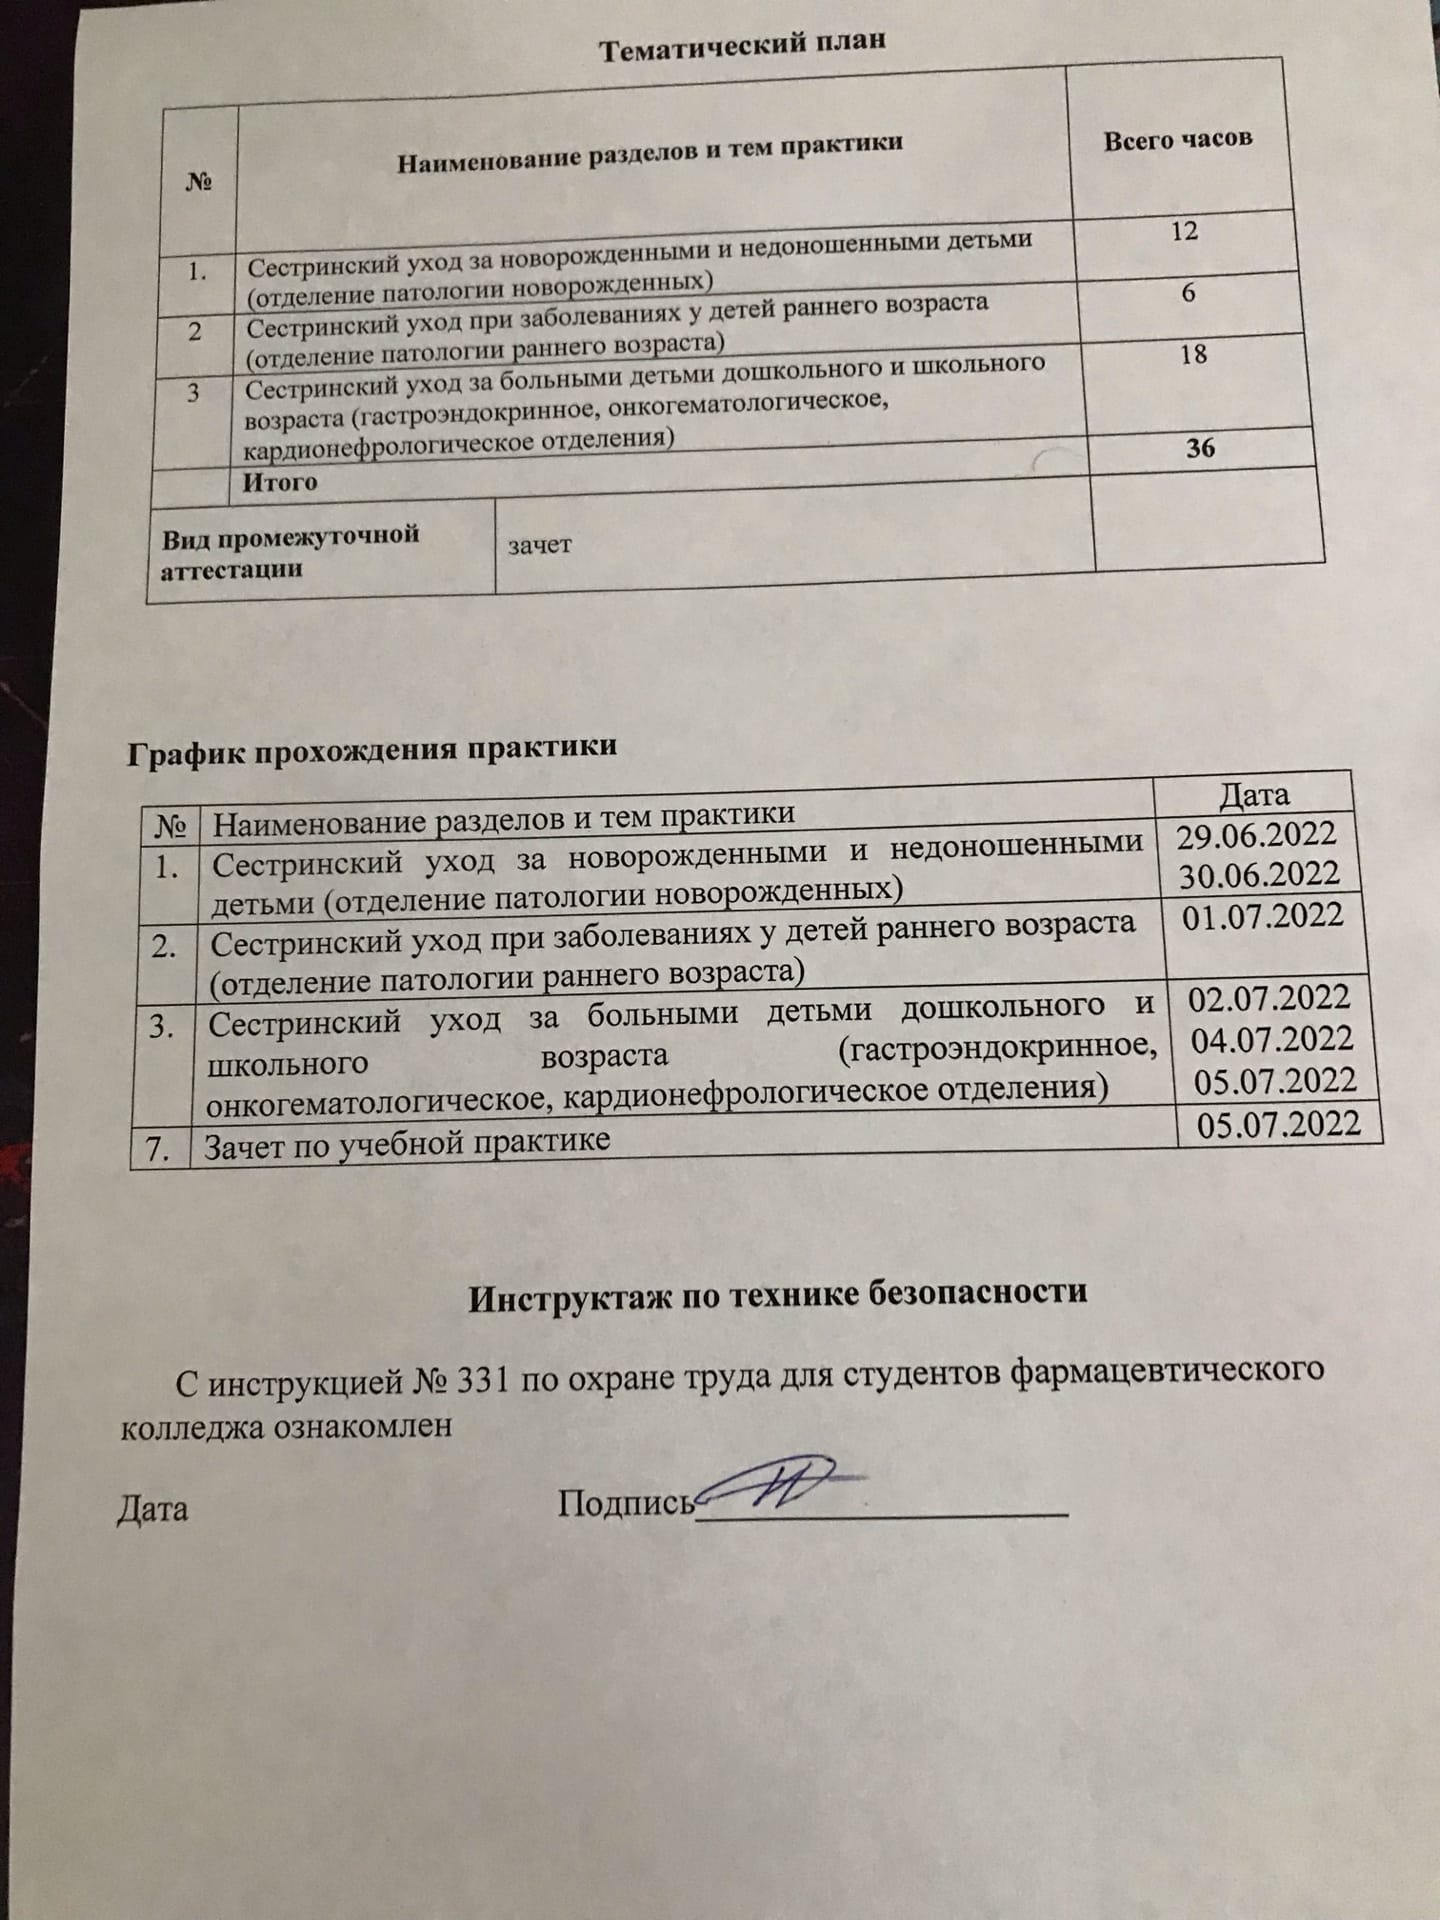 Тематический план
№ Наименование разделов и тем практики Всего часов
1. Сестринский уход за новорожденными и недоношенными детьми 12
(отделение патологии новорожденных)
2 Сестринский уход при заболеваниях у детей раннего возраста 6
(отделение патологии раннего возраста)
3 Сестринский уход за больными детьми дошкольного и школьного 18
возраста (гастроэндокринное, онкогематологическое,
кардионефрологическое отделения)
Итого 36
Вид промежуточной
аттестации
зачет
График прохождения практики
№ Наименование разделов и тем практики Дата
1. Сестринский уход за новорожденными и недоношенными 29.06.2022
детьми (отделение патологии новорожденных) 30.06.2022
2. Сестринский уход при заболеваниях у детей раннего возраста 01.07.2022
(отделение патологии раннего возраста)
3. Сестринский уход за больными детьми дошкольного и 02.07.2022
школьного возраста (гастроэндокринное, 04.07.2022
онкогематологическое, кардионефрологическое отделения) 05.07.2022
7. Зачет по учебной практике 05.07.2022
Инструктаж по технике безопасности
С инструкцией № 331 по охране труда для студентов фармацевтического
колледжа ознакомлен
Дата Подпись